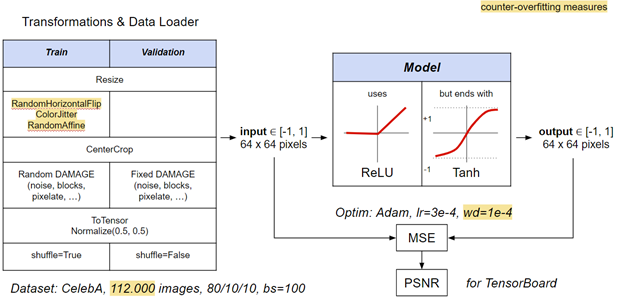 counter-overfitting measures
Transformations & Data Loader
Train
Validation
Resize
RandomHorizontalFlip
ColorJitter
RandomAffine
CenterCrop
Random DAMAGE
(noise, blocks,
pixelate, …)
Fixed DAMAGE
(noise, blocks,
pixelate, …)
ToTensor
Normalize(0.5, 0.5)
shuffle=True
shuffle=False
Dataset: CelebA, 112.000 images, 80/10/10, bs=100
input ∈ [-1, 1]
64 x 64 pixels
Model
uses
ReLU
but ends with
+1
-1
Tanh
output ∈ [-1, 1]
64 x 64 pixels
Optim: Adam, lr=3e-4, wd=1e-4
MSE
PSNR
for TensorBoard